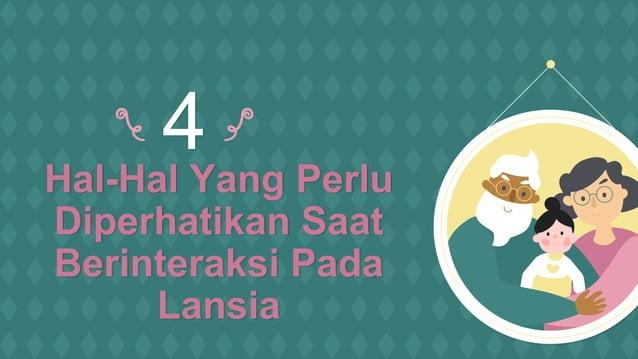 4
Hal-Hal Yang Perlu
Diperhatikan Saat
Berinteraksi Pada
Lansia